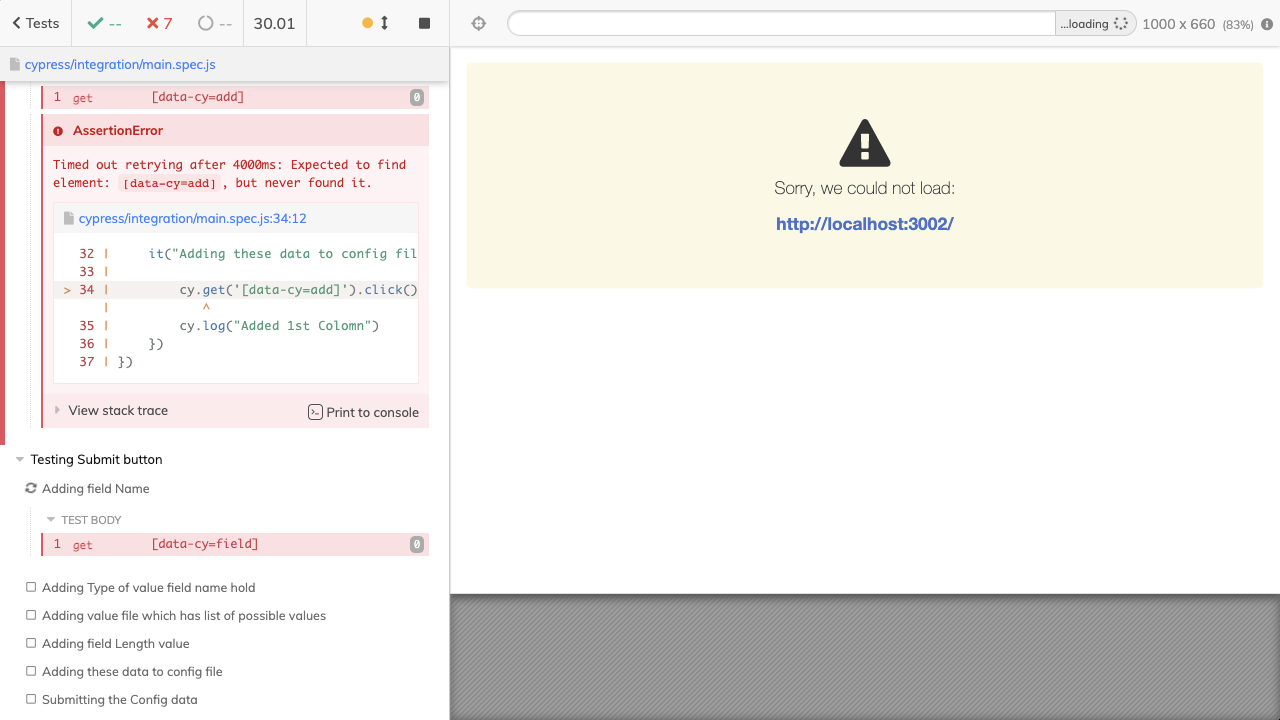 Tests
--
7
--
30.01
...loading
1000 x 660 (83%)
cypress/integration/main.spec.js
1 get [data-cy=add] 0
AssertionError
Timed out retrying after 4000ms: Expected to find
element: [data-cy=add], but never found it.
cypress/integration/main.spec.js:34:12
32 | it("Adding these data to config fil
33 |
> 34 | cy.get('[data-cy=add]').click()
| ^
35 | cy.log("Added 1st Colomn")
36 | })
37 | })
View stack trace
Print to console
Testing Submit button
Adding field Name
TEST BODY
1 get [data-cy=field] 0
Adding Type of value field name hold
Adding value file which has list of possible values
Adding field Length value
Adding these data to config file
Submitting the Config data
Sorry, we could not load:
http://localhost:3002/